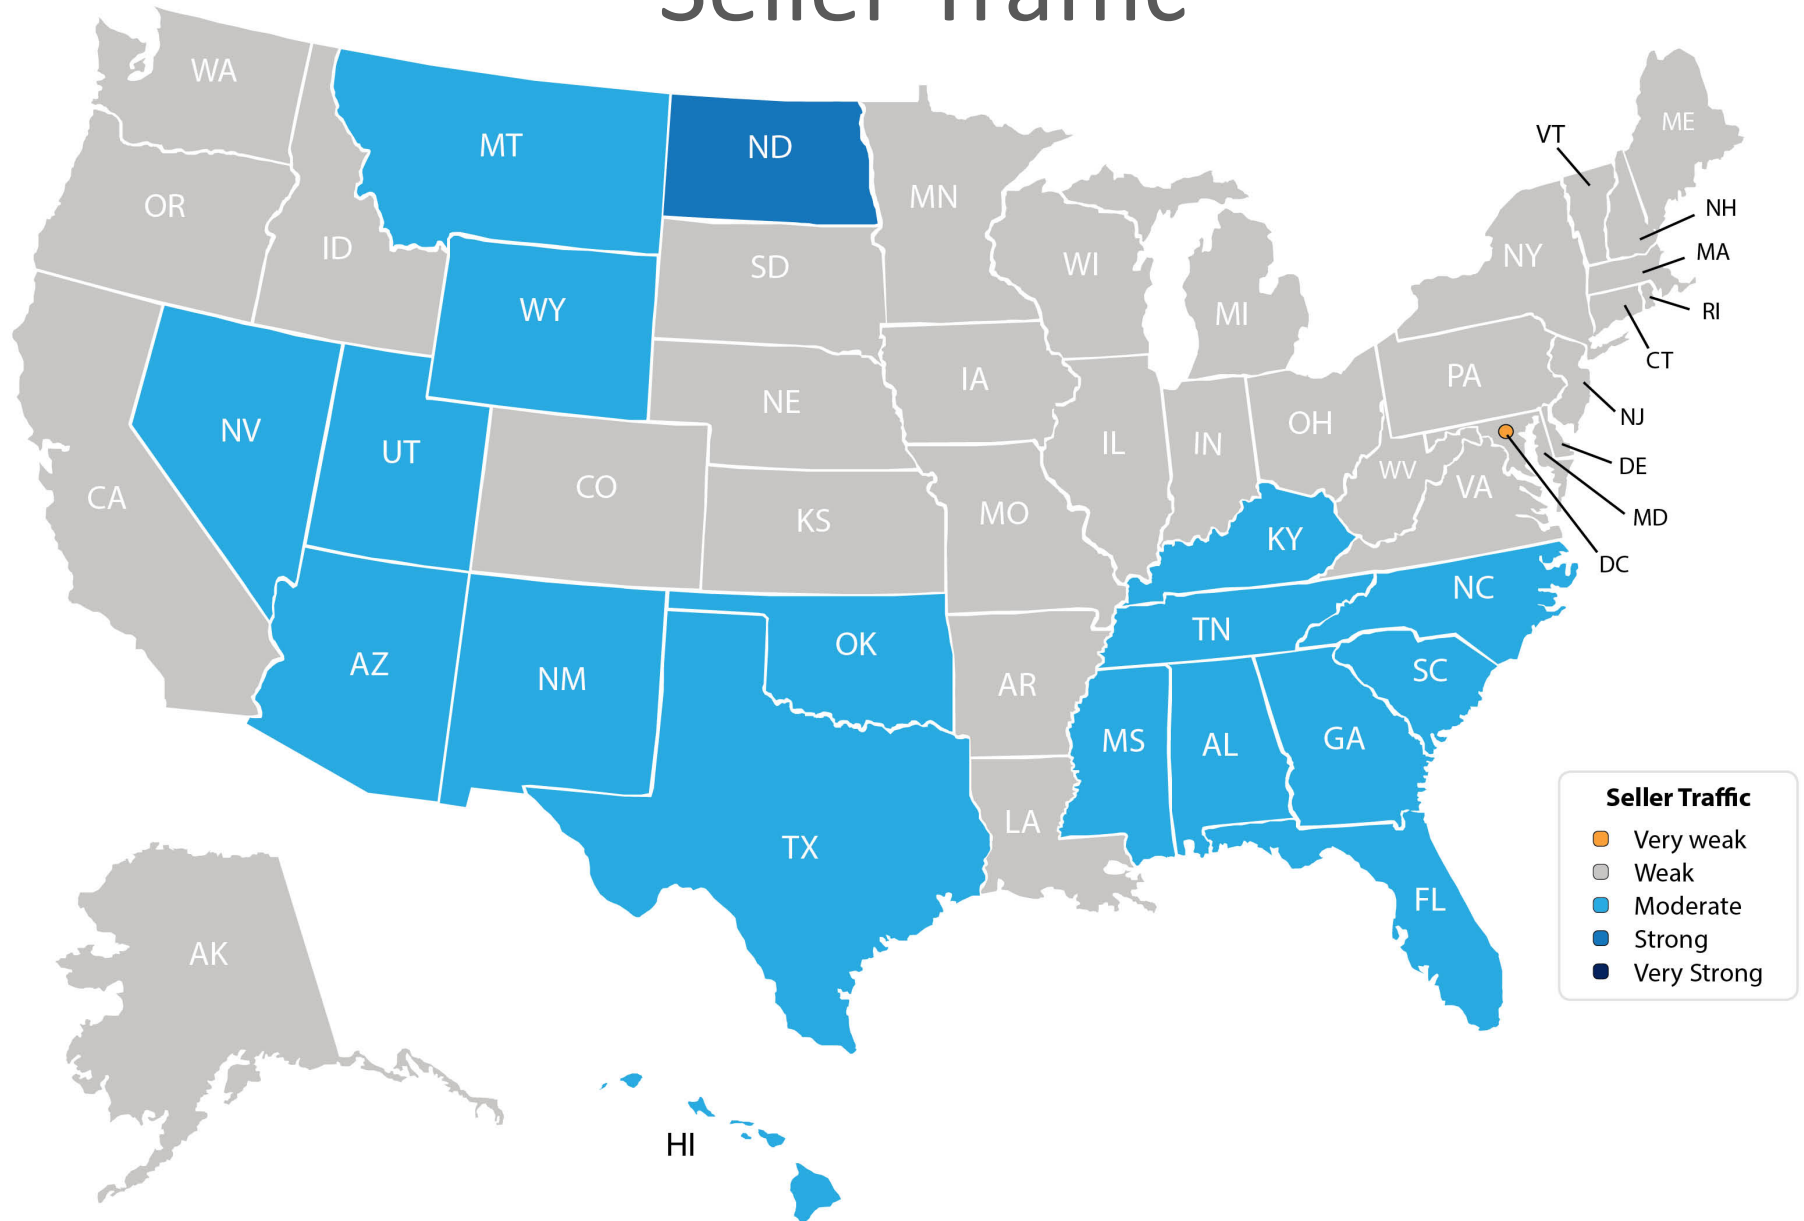 Seller Traffic
WA
MT
ND
MN
ME
VT
OR
ID
NH
SD
WI
NY
MA
WY
MI
RI
CT
IA
PA
NE
NV
UT
IL
IN
OH
NJ
CO
WV
VA
DE
CA
KS
MO
MD
KY
DC
NC
TN
OK
AZ
NM
AR
SC
MS
AL
GA
LA
TX
FL
AK
HI
Seller Traffic
Very weak
Weak
Moderate
Strong
Very Strong